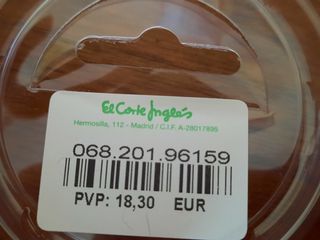 El Corte Inglés
Hermosilla, 112 - Madrid / C.I.F. A-28017895
068.201.96159
PVP: 18,30 EUR